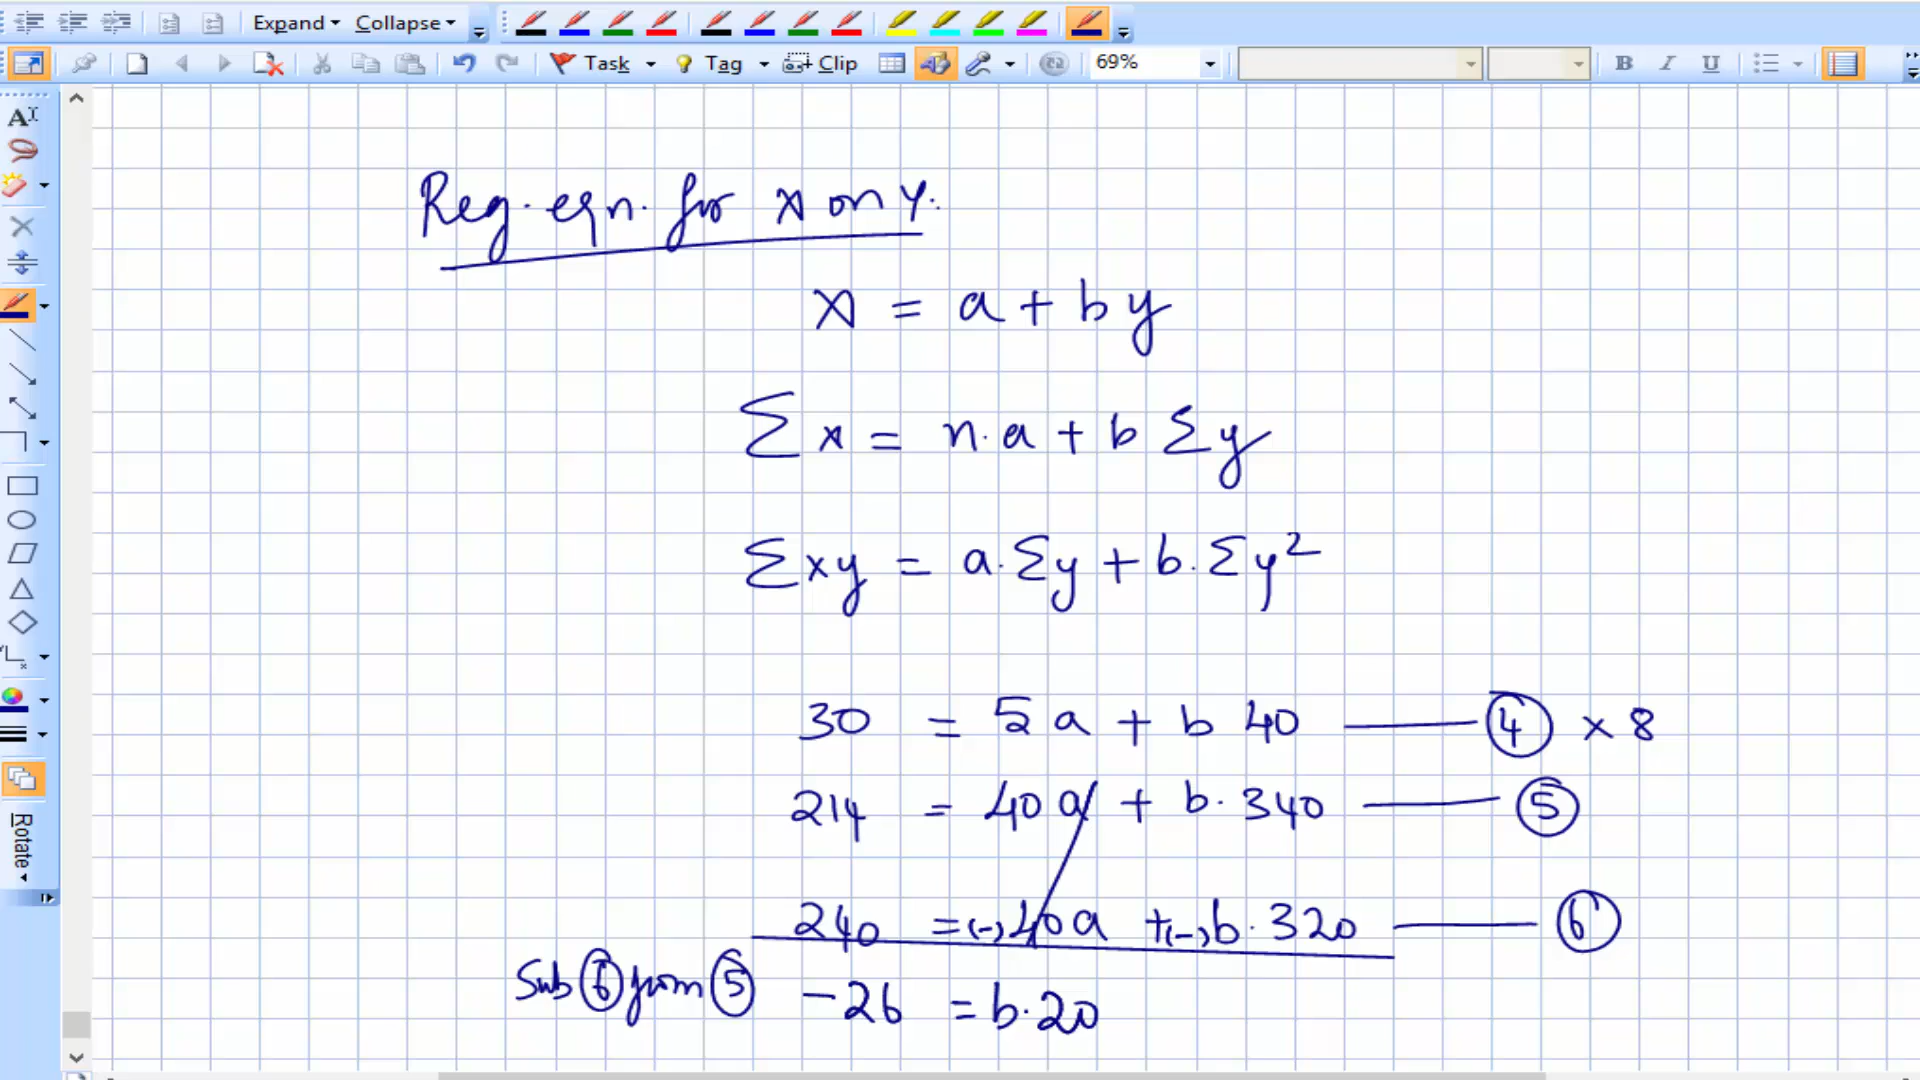 Expand Collapse
Task Tag Clip 69% B I U
Reg. eqn. for x on y.
x = a + by
Σx = n.a + b Σy
Σxy = a.Σy + b.Σy²
30 = 5a + b 40 —— ④ × 8
214 = 40a + b.340 —— ⑤
240 = (-)40a +(-)b.320 —— ⑥
Sub ⑥ from ⑤ -26 = b.20
Rotate